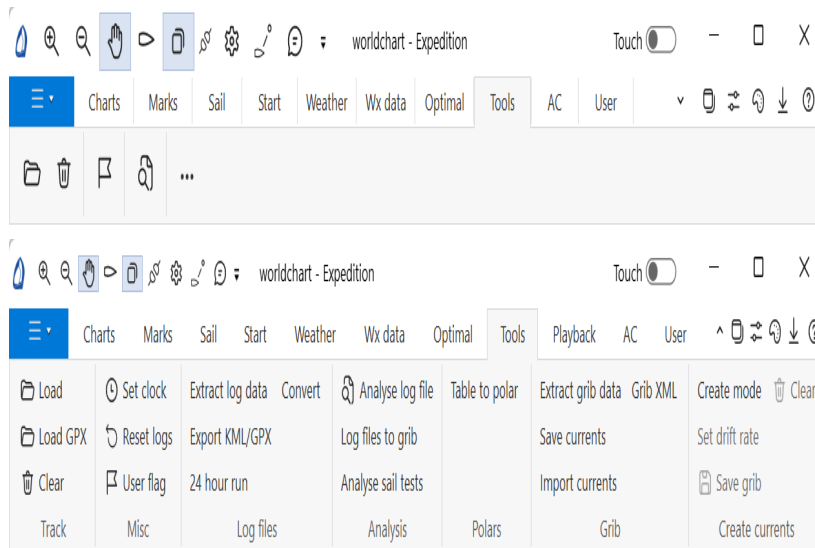 worldchart - Expedition Touch
Charts Marks Sail Start Weather Wx data Optimal Tools AC User
worldchart - Expedition Touch
Charts Marks Sail Start Weather Wx data Optimal Tools Playback AC User
Load Set clock Extract log data Convert Analyse log file Table to polar Extract grib data Grib XML Create mode Clear
Load GPX Reset logs Export KML/GPX Log files to grib Save currents Set drift rate
Clear User flag 24 hour run Analyse sail tests Import currents Save grib
Track Misc Log files Analysis Polars Grib Create currents